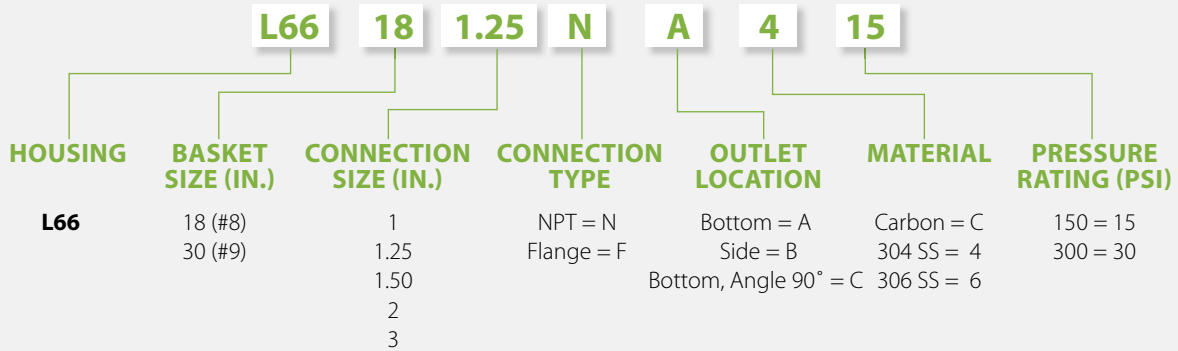 L66 18 1.25 N A 4 15
HOUSING BASKET CONNECTION CONNECTION OUTLET MATERIAL PRESSURE
SIZE (IN.) SIZE (IN.) TYPE LOCATION RATING (PSI)
L66 18 (#8) 1 NPT = N Bottom = A Carbon = C 150 = 15
30 (#9) 1.25 Flange = F Side = B 304 SS = 4 300 = 30
1.50 Bottom, Angle 90˚ = C 306 SS = 6
2
3